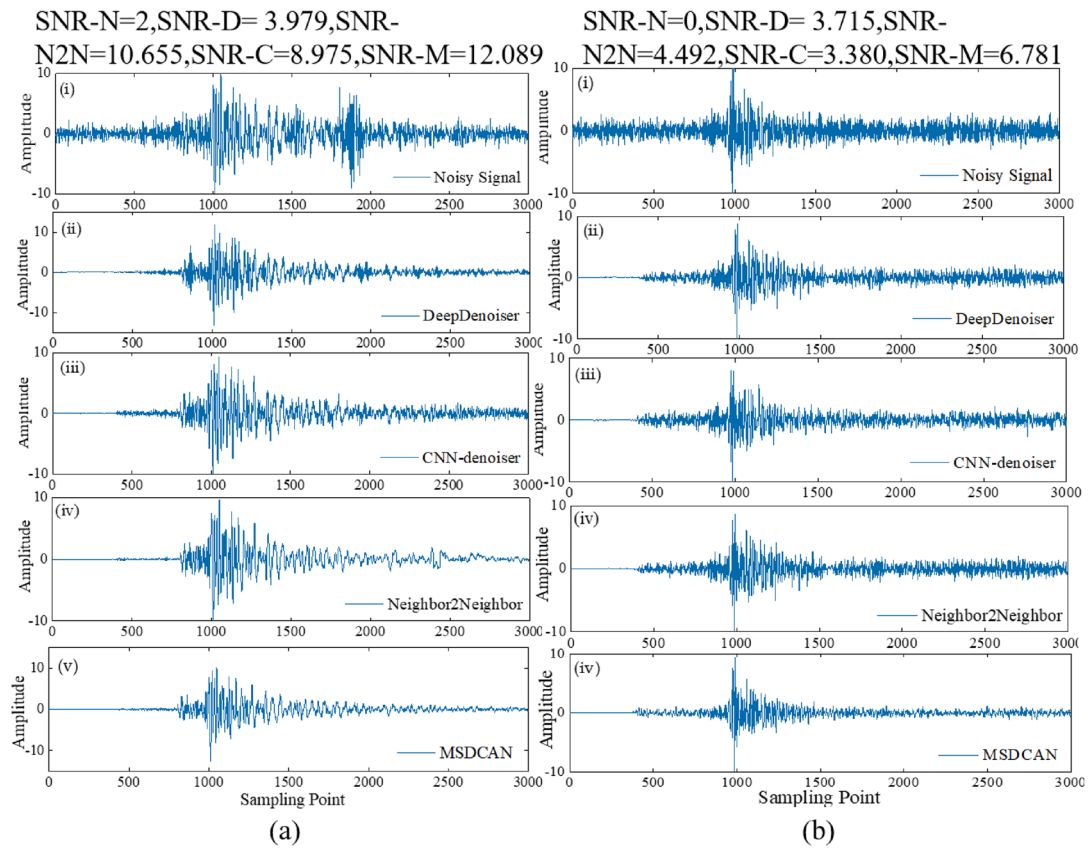 SNR-N=2,SNR-D= 3.979,SNR-
N2N=10.655,SNR-C=8.975,SNR-M=12.089
10
(i)
Amplitude
0
-10
Noisy Signal
0 500 1000 1500 2000 2500 3000
(ii)
10
Amplitude
0
-10
DeepDenoiser
0 500 1000 1500 2000 2500 3000
10
(iii)
Amplitude
0
-10
CNN-denoiser
0 500 1000 1500 2000 2500 3000
10
(iv)
Amplitude
0
-10
Neighbor2Neighbor
0 500 1000 1500 2000 2500 3000
(v)
10
Amplitude
0
-10
MSDCAN
0 500 1000 1500 2000 2500 3000
Sampling Point
(a)
SNR-N=0,SNR-D= 3.715,SNR-
N2N=4.492,SNR-C=3.380,SNR-M=6.781
10
(i)
Amplitude
0
-10
Noisy Signal
0 500 1000 1500 2000 2500 3000
10
(ii)
Amplitude
0
-10
DeepDenoiser
0 500 1000 1500 2000 2500 3000
10
(iii)
Amplitude
0
-10
CNN-denoiser
0 500 1000 1500 2000 2500 3000
10
(iv)
Amplitude
0
-10
Neighbor2Neighbor
0 500 1000 1500 2000 2500 3000
10
(iv)
Amplitude
0
-10
MSDCAN
0 500 1000 1500 2000 2500 3000
Sampling Point
(b)